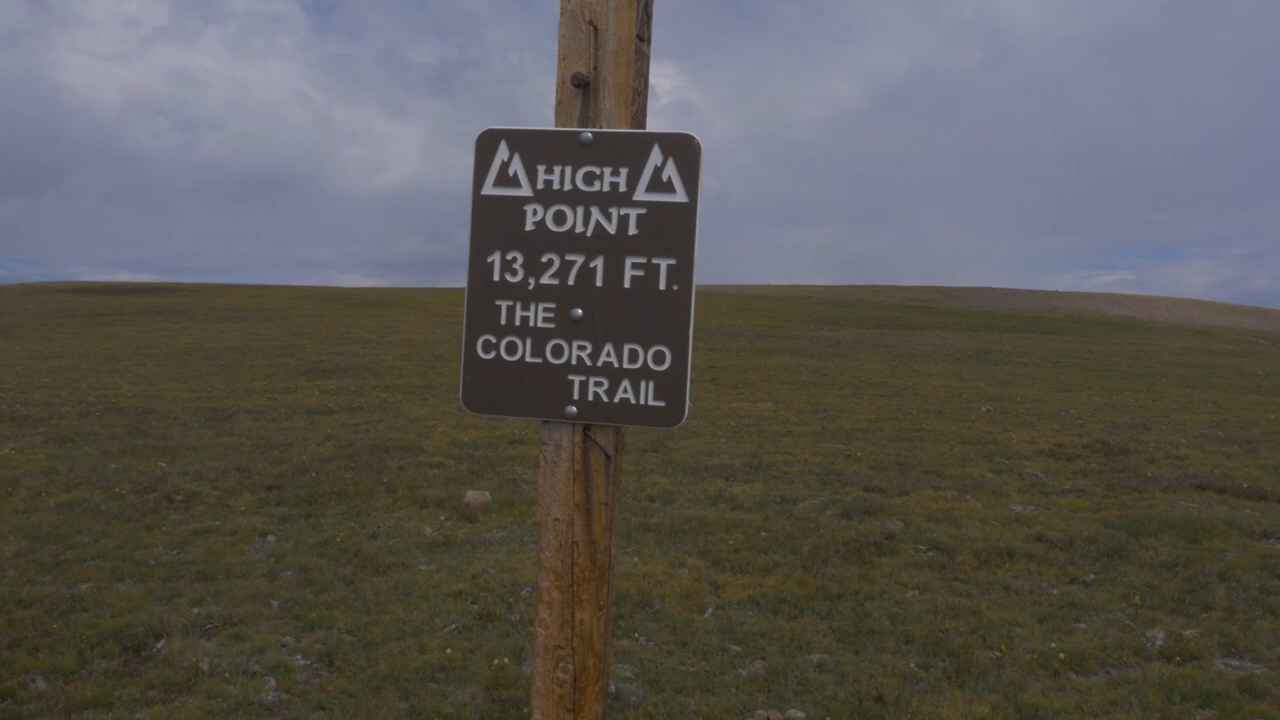 HIGH
POINT
13,271 FT.
THE
COLORADO
TRAIL